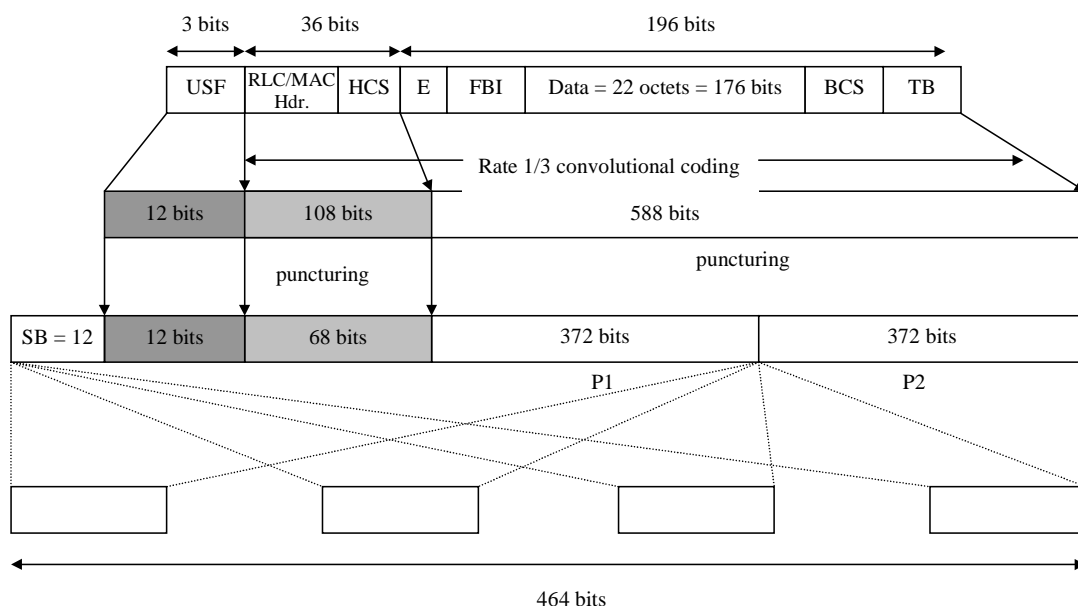 3 bits 36 bits 196 bits
USF RLC/MAC Hdr. HCS E FBI Data = 22 octets = 176 bits BCS TB
Rate 1/3 convolutional coding
12 bits 108 bits 588 bits
puncturing puncturing
SB = 12 12 bits 68 bits 372 bits 372 bits
P1 P2
464 bits